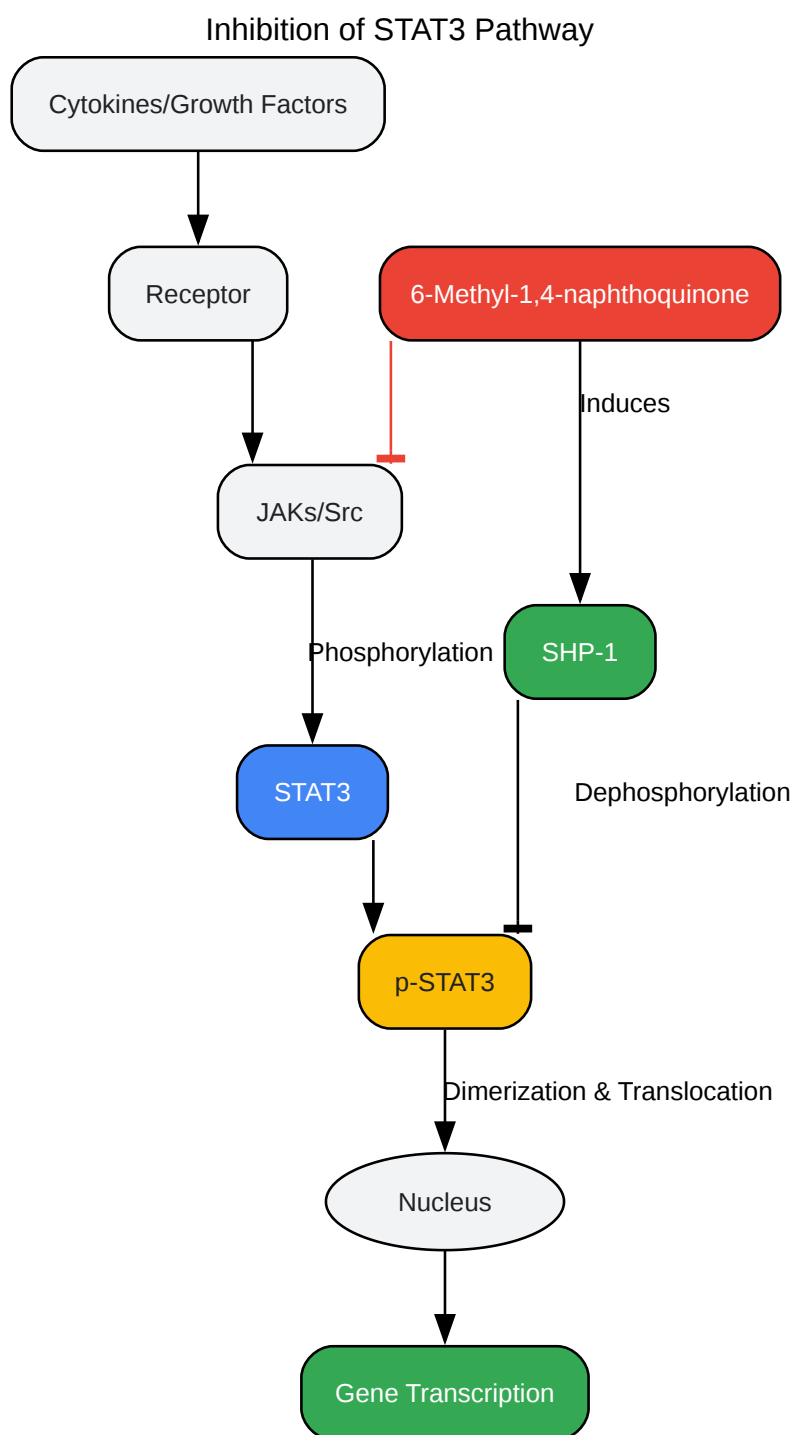 Inhibition of STAT3 Pathway
Cytokines/Growth Factors
Receptor
6-Methyl-1,4-naphthoquinone
Induces
JAKs/Src
Phosphorylation
SHP-1
STAT3
Dephosphorylation
p-STAT3
Dimerization & Translocation
Nucleus
Gene Transcription